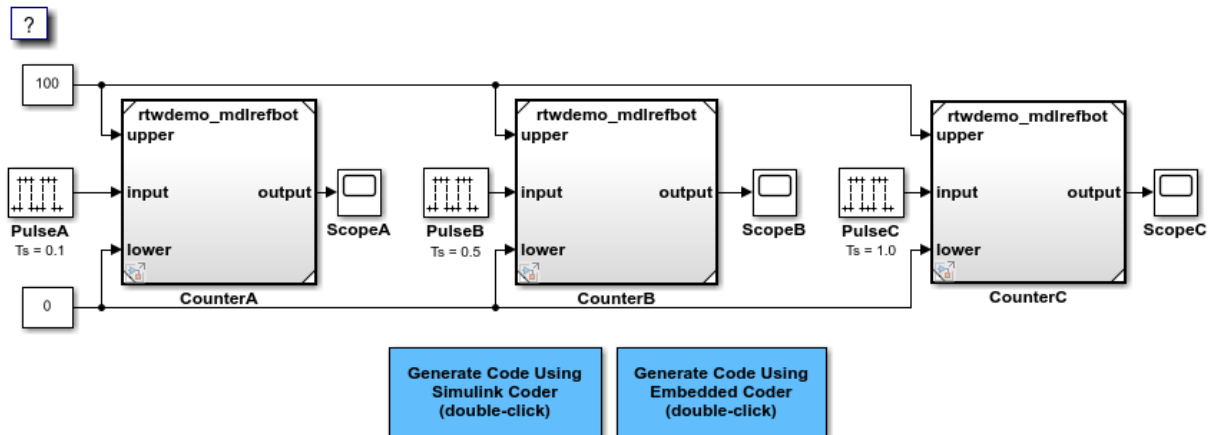 ?
100
rtwdemo_mdlrefbot
upper
input
output
lower
CounterA
PulseA
Ts = 0.1
ScopeA
rtwdemo_mdlrefbot
upper
input
output
lower
CounterB
PulseB
Ts = 0.5
ScopeB
rtwdemo_mdlrefbot
upper
input
output
lower
CounterC
PulseC
Ts = 1.0
ScopeC
0
Generate Code Using
Simulink Coder
(double-click)
Generate Code Using
Embedded Coder
(double-click)